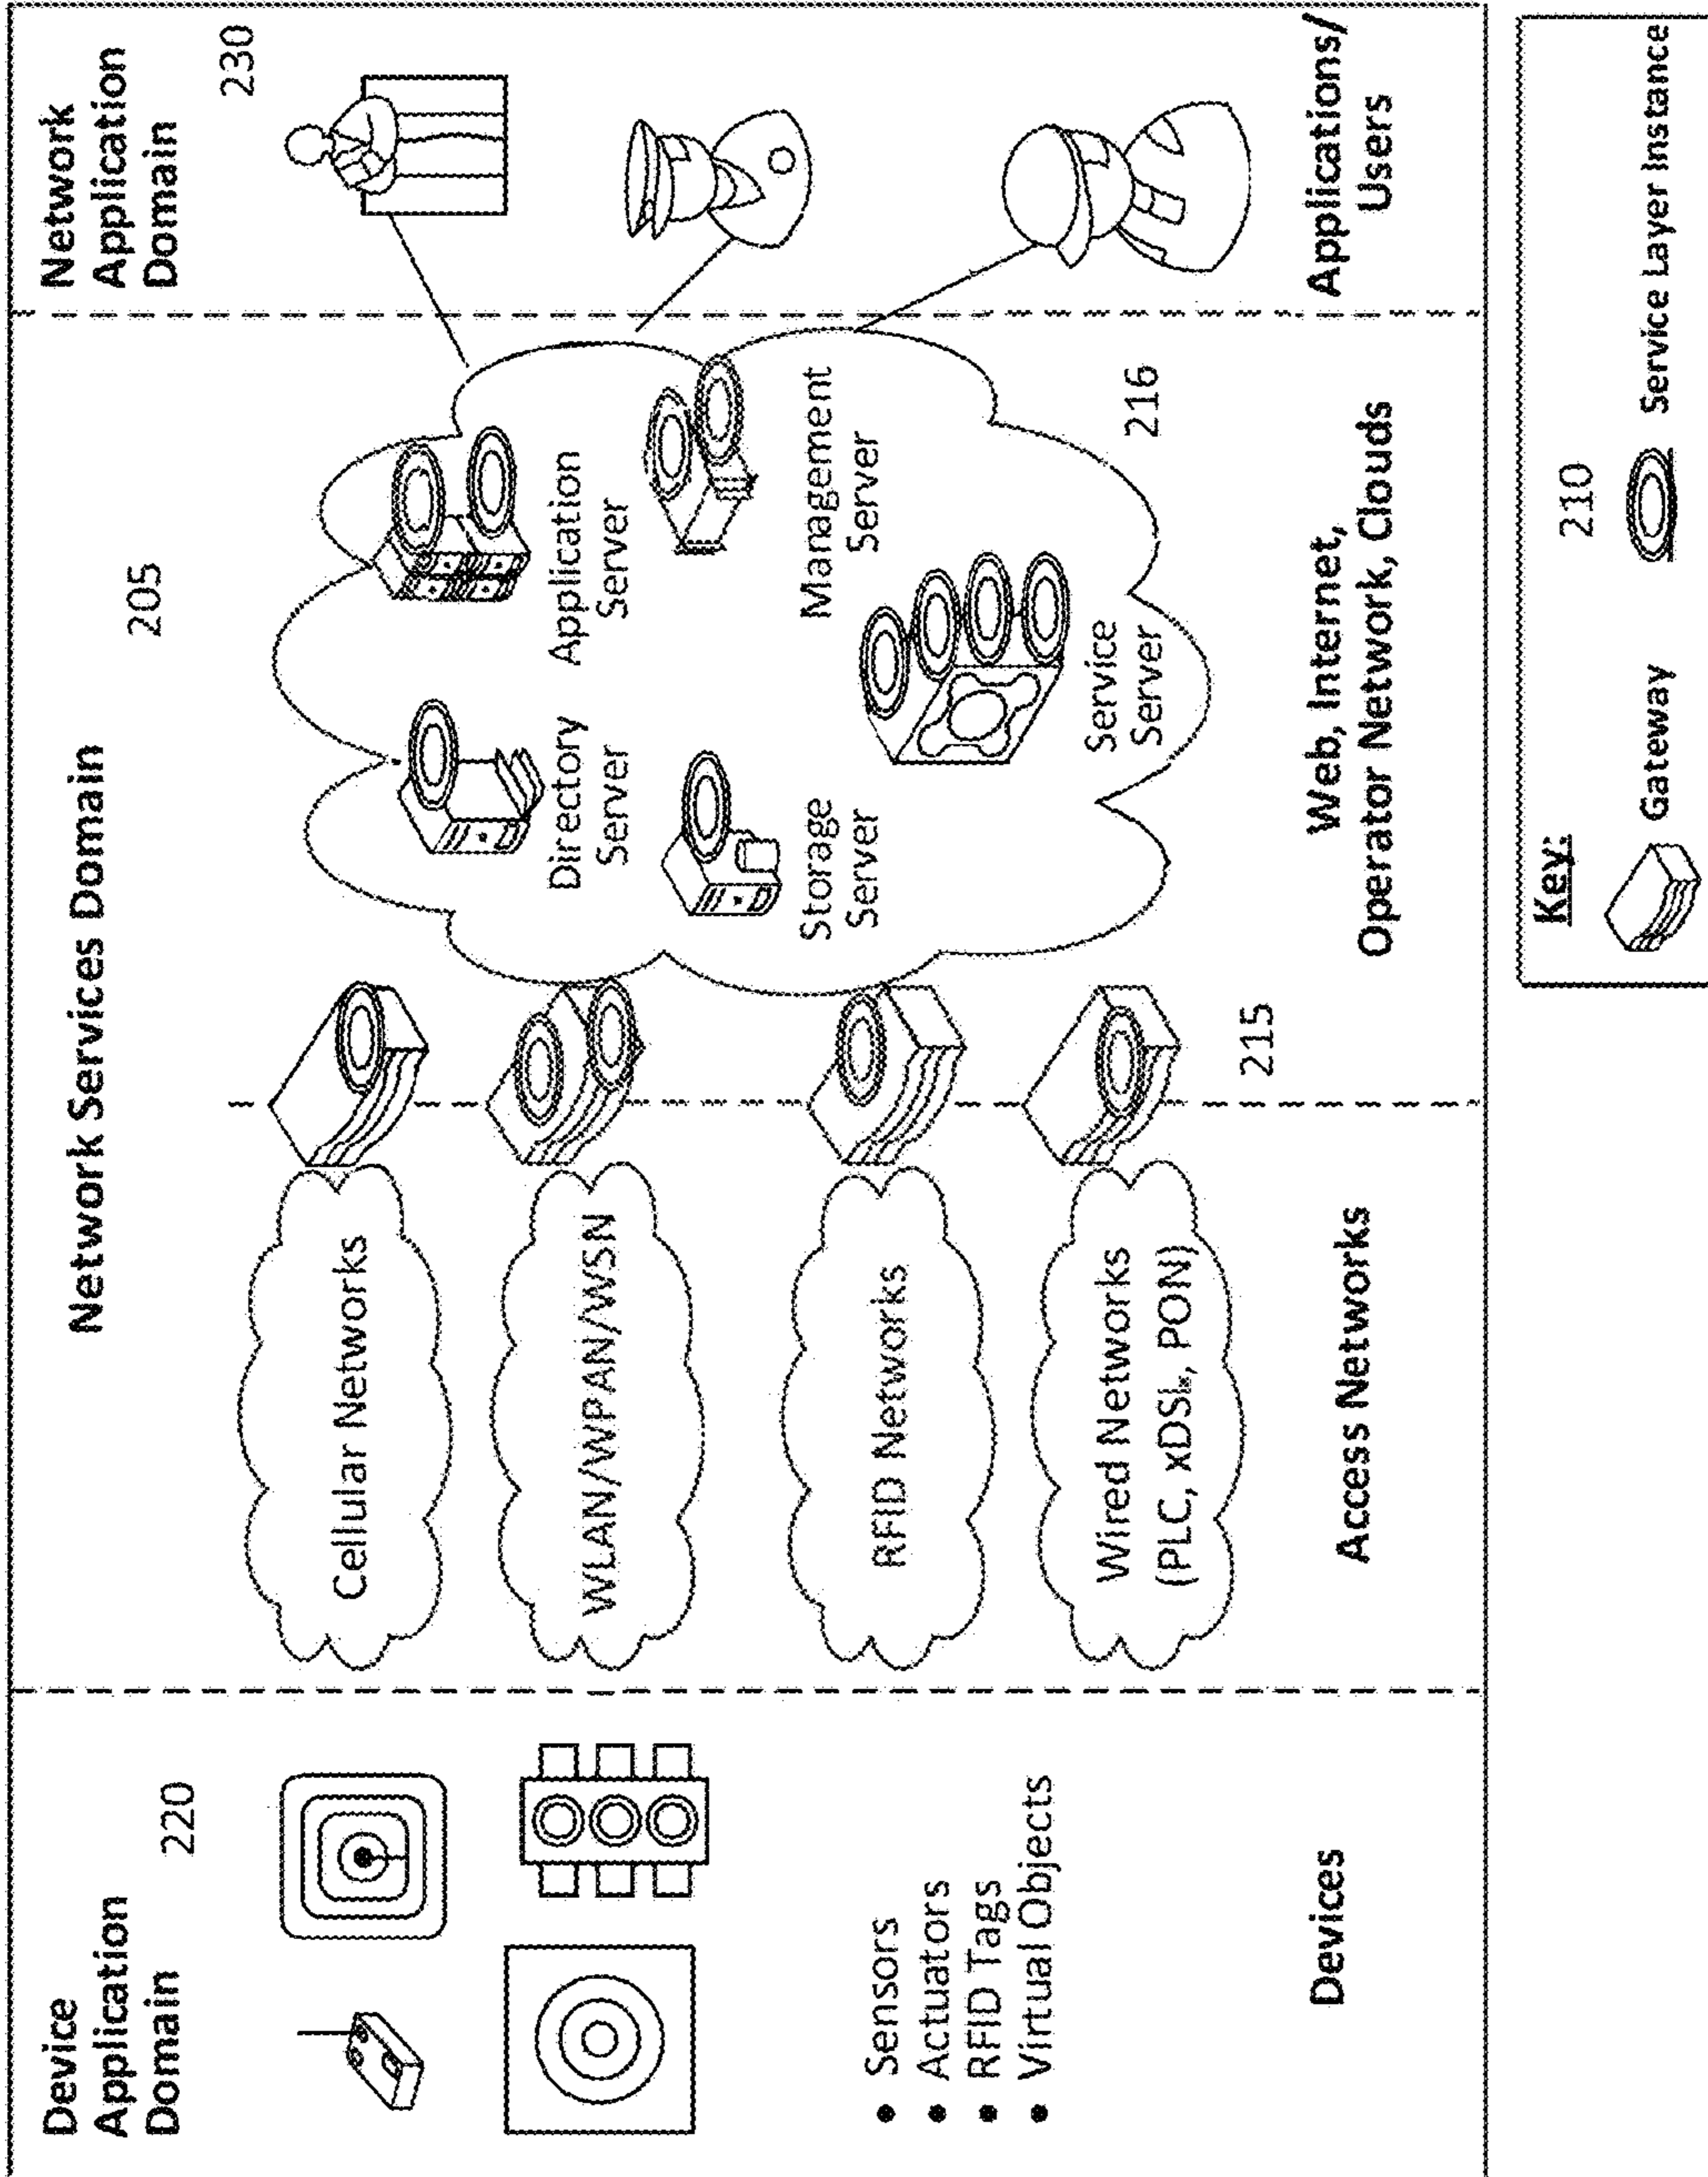 Device
Application
Domain
220
Network Services Domain
205
Network
Application
Domain
230
Cellular Networks
WLAN/WPAN/WSN
RFID Networks
Wired Networks
(PLC, xDSL, PON)
Directory
Server
Application
Server
Storage
Server
Management
Server
Service
Server
216
215
• Sensors
• Actuators
• RFID Tags
• Virtual Objects
Devices
Access Networks
Web, Internet,
Operator Network, Clouds
Applications/
Users
Key:
210
Gateway
Service Layer Instance